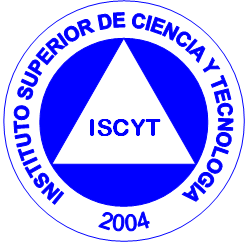 INSTITUTO SUPERIOR DE CIENCIA Y TECNOLOGIA
ISCYT
2004